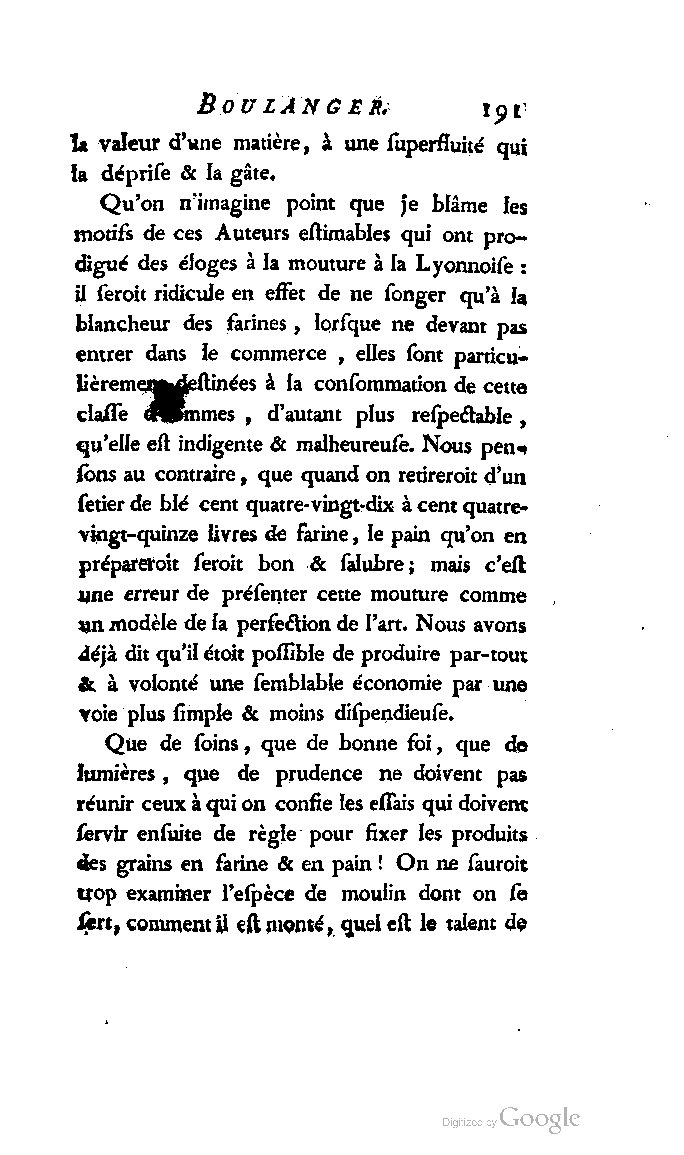 BOULANGER. 191
la valeur d'une matière, à une ſuperfluité qui
la dépriſe & la gâte.
Qu'on n'imagine point que je blâme les
motifs de ces Auteurs eſtimables qui ont pro-
digué des éloges à la mouture à la Lyonnoiſe :
il ſeroit ridicule en effet de ne ſonger qu'à la
blancheur des farines, lorſque ne devant pas
entrer dans le commerce, elles ſont particu-
lièrement deſtinées à la conſommation de cette
claſſe d'hommes, d'autant plus reſpectable,
qu'elle eſt indigente & malheureuſe. Nous pen-
ſons au contraire, que quand on retireroit d'un
ſetier de blé cent quatre-vingt-dix à cent quatre-
vingt-quinze livres de farine, le pain qu'on en
prépareroit ſeroit bon & ſalubre; mais c'eſt
une erreur de préſenter cette mouture comme
un modèle de la perfection de l'art. Nous avons
déjà dit qu'il étoit poſſible de produire par-tout
& à volonté une ſemblable économie par une
voie plus ſimple & moins diſpendieuſe.
Que de ſoins, que de bonne foi, que de
lumières, que de prudence ne doivent pas
réunir ceux à qui on confie les eſſais qui doivent
ſervir enſuite de règle pour fixer les produits
des grains en farine & en pain ! On ne ſauroit
trop examiner l'eſpèce de moulin dont on ſe
ſert, comment il eſt monté, quel eſt le talent de
Digitized by Google